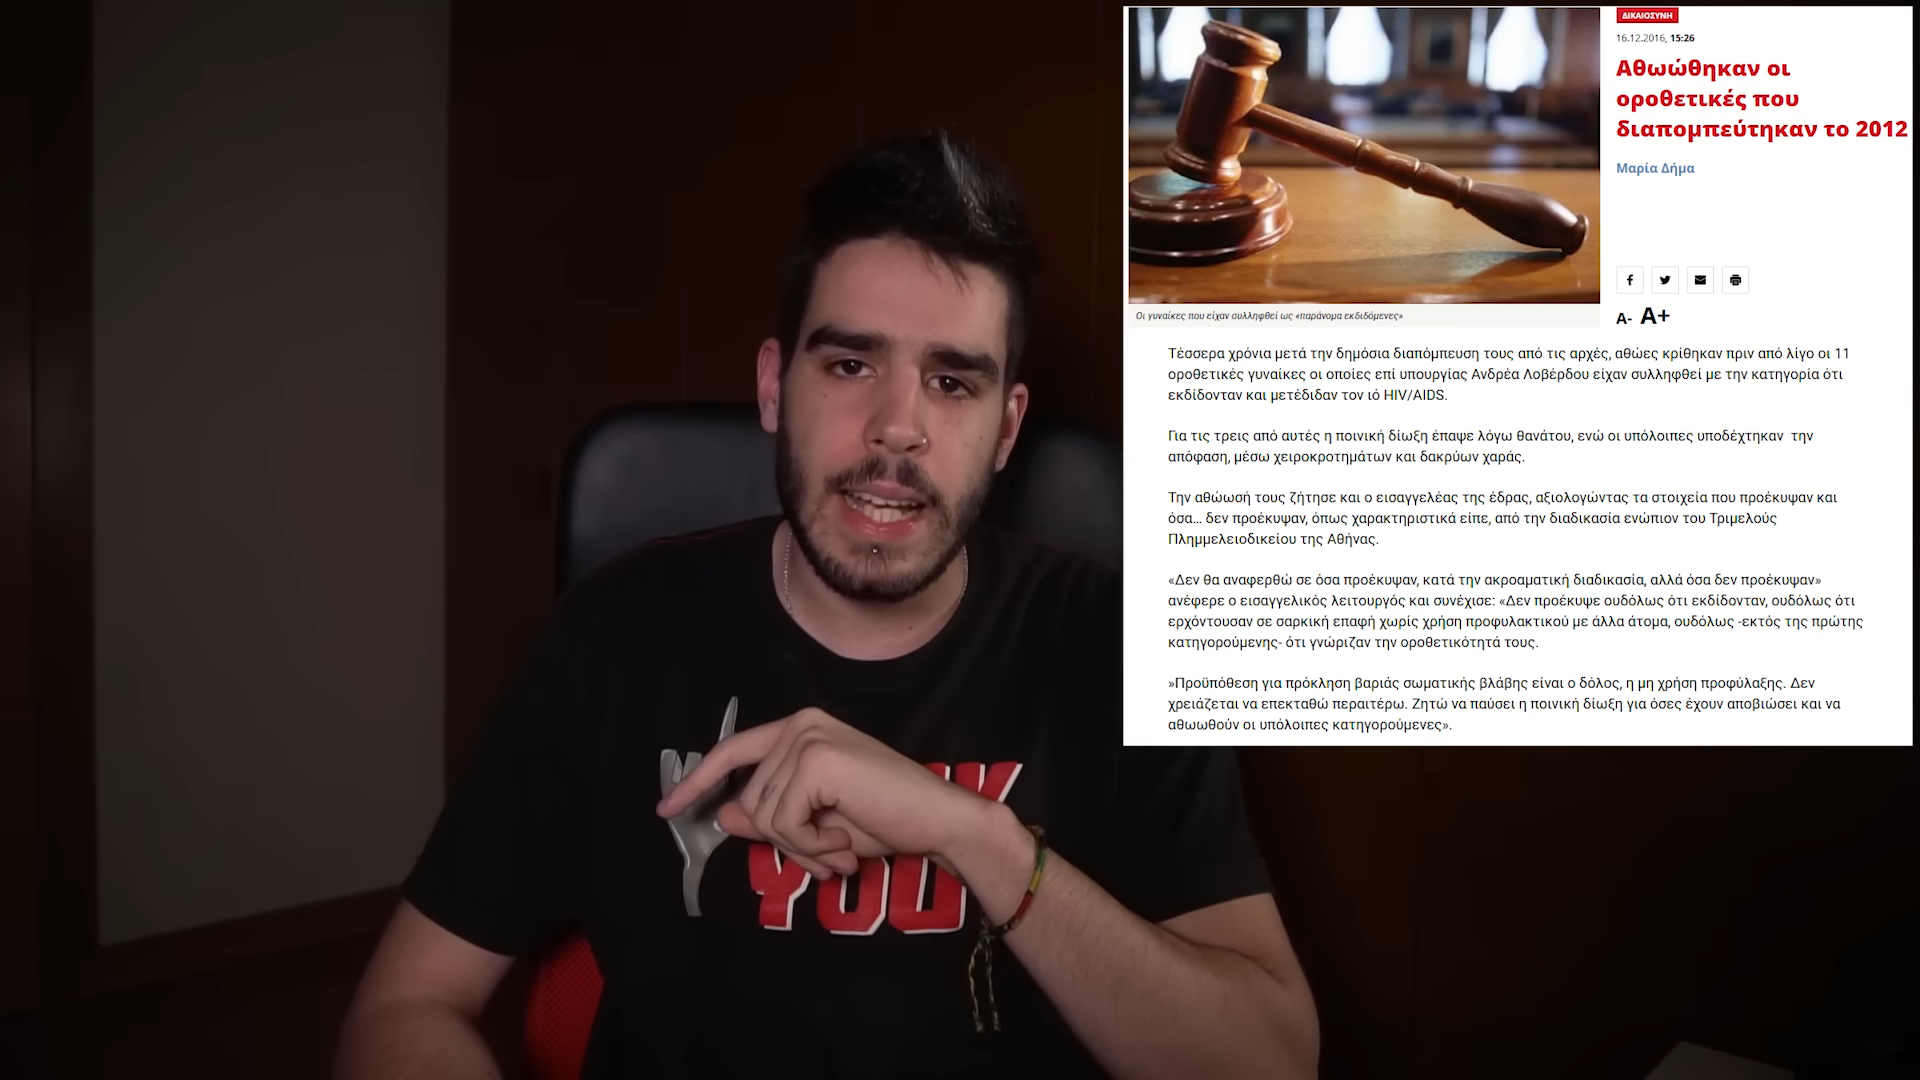 ΔΙΚΑΙΟΣΥΝΗ
16.12.2016, 15:26
Αθωώθηκαν οι
οροθετικές που
διαπομπεύτηκαν το 2012
Μαρία Δήμα
A- A+
Οι γυναίκες που είχαν συλληφθεί ως «παράνομα εκδιδόμενες»
Τέσσερα χρόνια μετά την δημόσια διαπόμπευση τους από τις αρχές, αθώες κρίθηκαν πριν από λίγο οι 11
οροθετικές γυναίκες οι οποίες επί υπουργίας Ανδρέα Λοβέρδου είχαν συλληφθεί με την κατηγορία ότι
εκδίδονταν και μετέδιδαν τον ιό HIV/AIDS.
Για τις τρεις από αυτές η ποινική δίωξη έπαψε λόγω θανάτου, ενώ οι υπόλοιπες υποδέχτηκαν την
απόφαση, μέσω χειροκροτημάτων και δακρύων χαράς.
Την αθώωσή τους ζήτησε και ο εισαγγελέας της έδρας, αξιολογώντας τα στοιχεία που προέκυψαν και
όσα... δεν προέκυψαν, όπως χαρακτηριστικά είπε, από την διαδικασία ενώπιον του Τριμελούς
Πλημμελειοδικείου της Αθήνας.
«Δεν θα αναφερθώ σε όσα προέκυψαν, κατά την ακροαματική διαδικασία, αλλά όσα δεν προέκυψαν»
ανέφερε ο εισαγγελικός λειτουργός και συνέχισε: «Δεν προέκυψε ουδόλως ότι εκδίδονταν, ουδόλως ότι
ερχόντουσαν σε σαρκική επαφή χωρίς χρήση προφυλακτικού με άλλα άτομα, ουδόλως -εκτός της πρώτης
κατηγορούμενης- ότι γνώριζαν την οροθετικότητά τους.
»Προϋπόθεση για πρόκληση βαριάς σωματικής βλάβης είναι ο δόλος, η μη χρήση προφύλαξης. Δεν
χρειάζεται να επεκταθώ περαιτέρω. Ζητώ να παύσει η ποινική δίωξη για όσες έχουν αποβιώσει και να
αθωωθούν οι υπόλοιπες κατηγορούμενες».
YOU